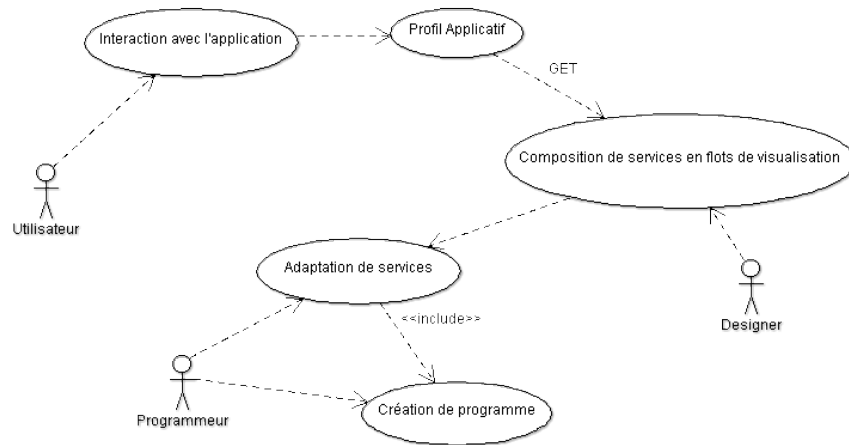 Interaction avec l'application
Profil Applicatif
GET
Composition de services en flots de visualisation
Utilisateur
Adaptation de services
<<include>>
Designer
Programmeur
Création de programme